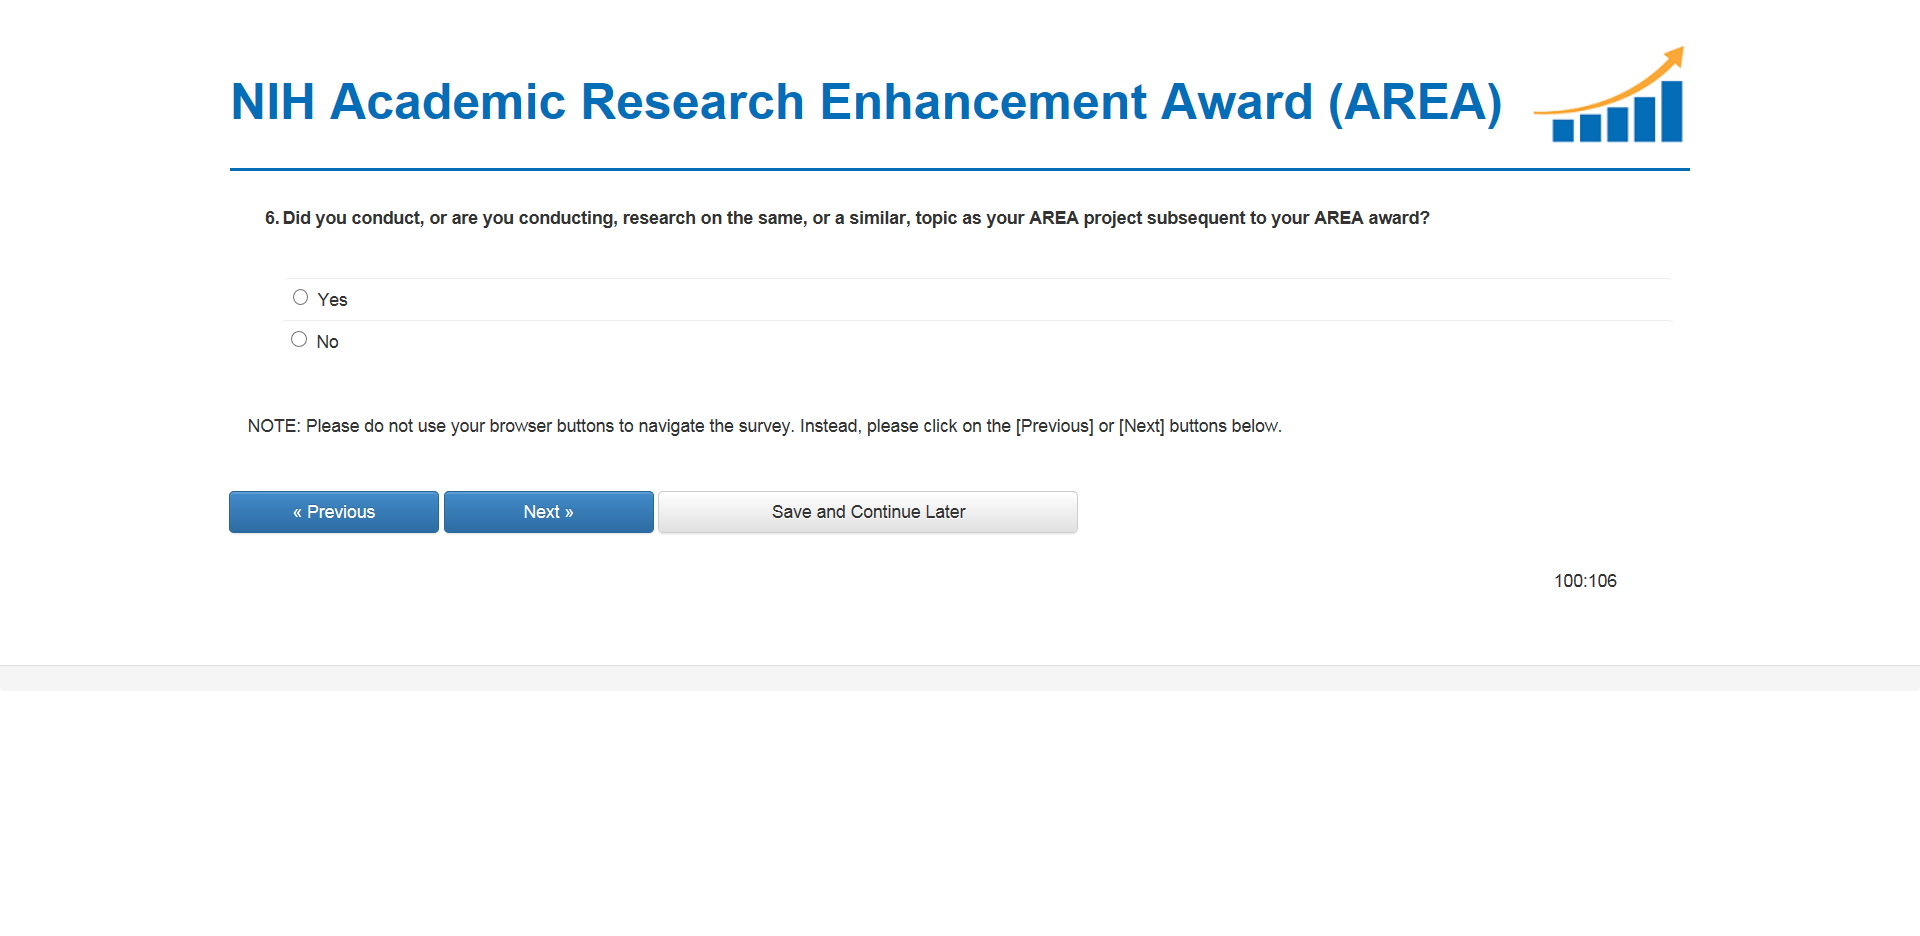 NIH Academic Research Enhancement Award (AREA)
6. Did you conduct, or are you conducting, research on the same, or a similar, topic as your AREA project subsequent to your AREA award?
Yes
No
NOTE: Please do not use your browser buttons to navigate the survey. Instead, please click on the [Previous] or [Next] buttons below.
« Previous
Next »
Save and Continue Later
100:106